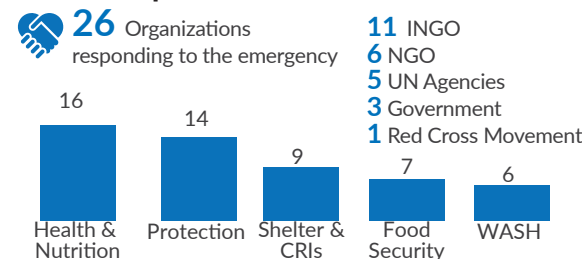 26 Organizations
responding to the emergency
11 INGO
6 NGO
5 UN Agencies
3 Government
1 Red Cross Movement
16
14
9
7
6
Health &
Nutrition
Protection
Shelter &
CRIs
Food
Security
WASH